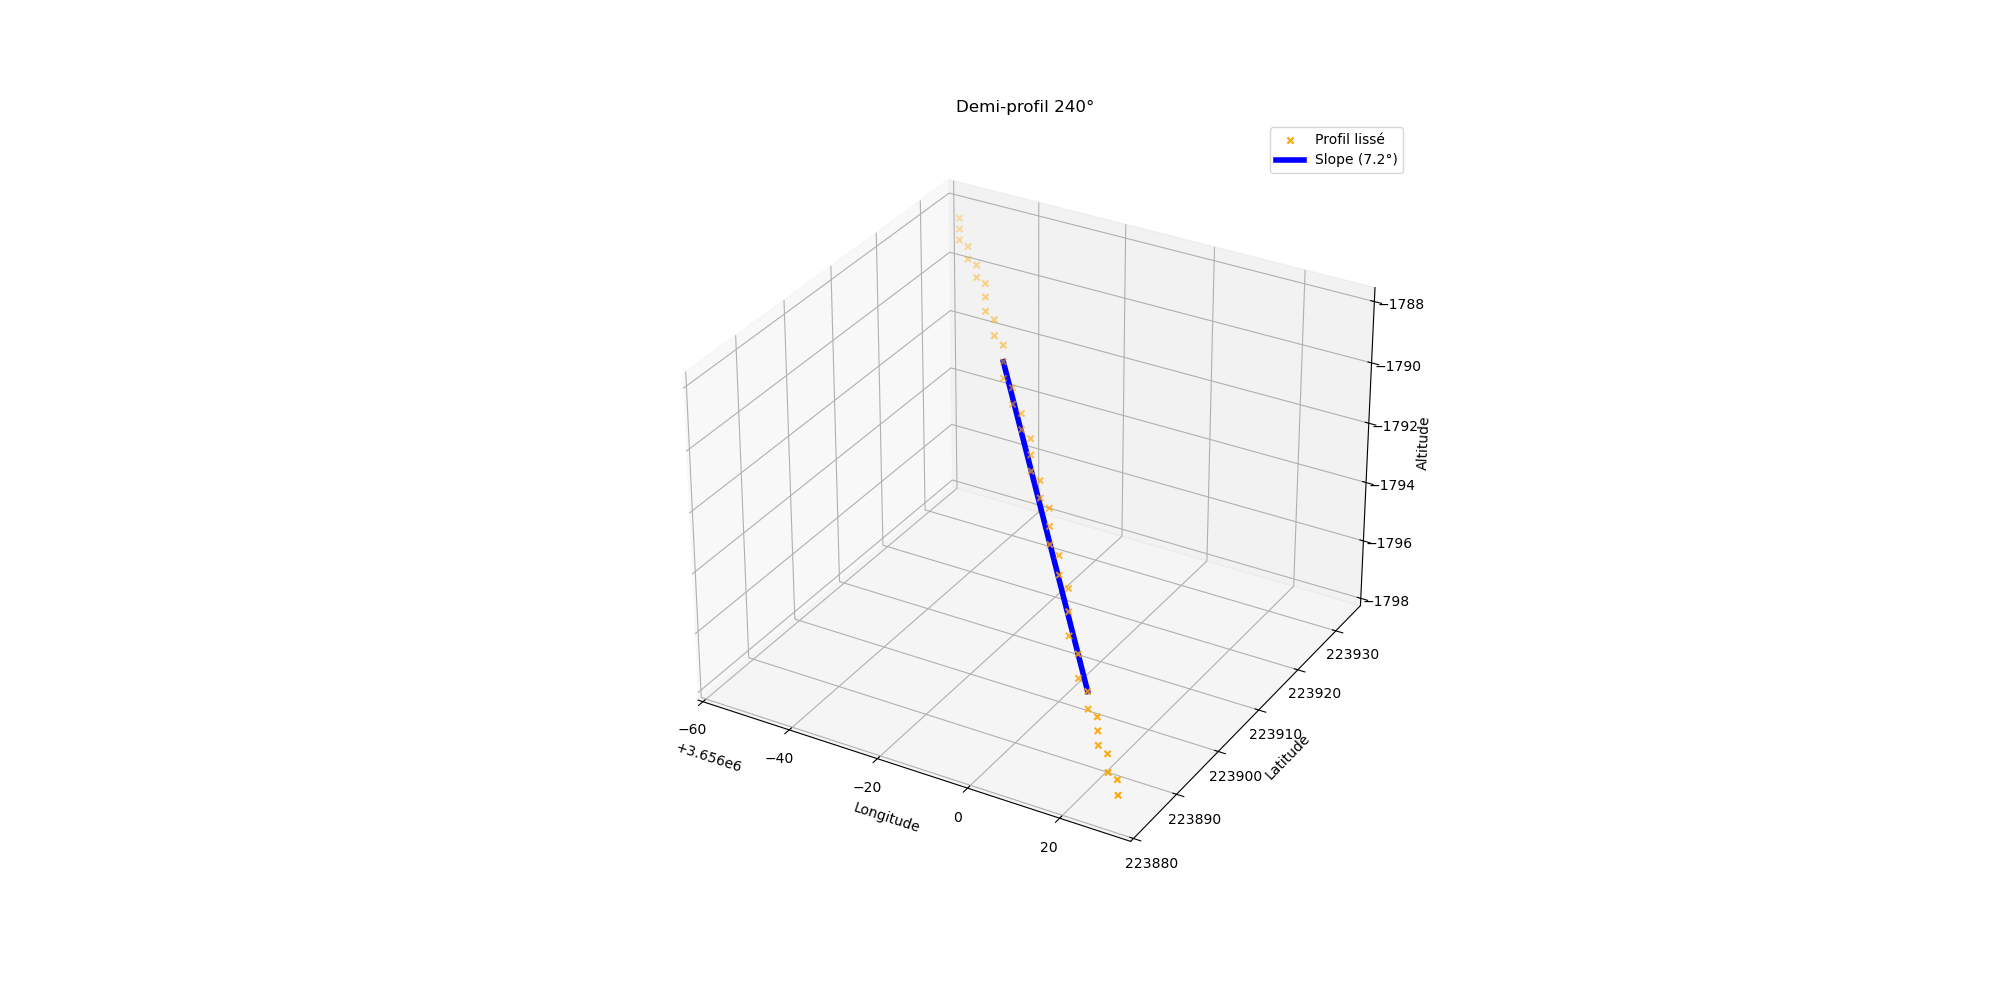 Demi-profil 240°
Profil lissé
Slope (7.2°)
−1788
−1790
−1792
−1794
−1796
−1798
Altitude
223930
223920
223910
223900
223890
223880
Latitude
−60
−40
−20
0
20
+3.656e6
Longitude